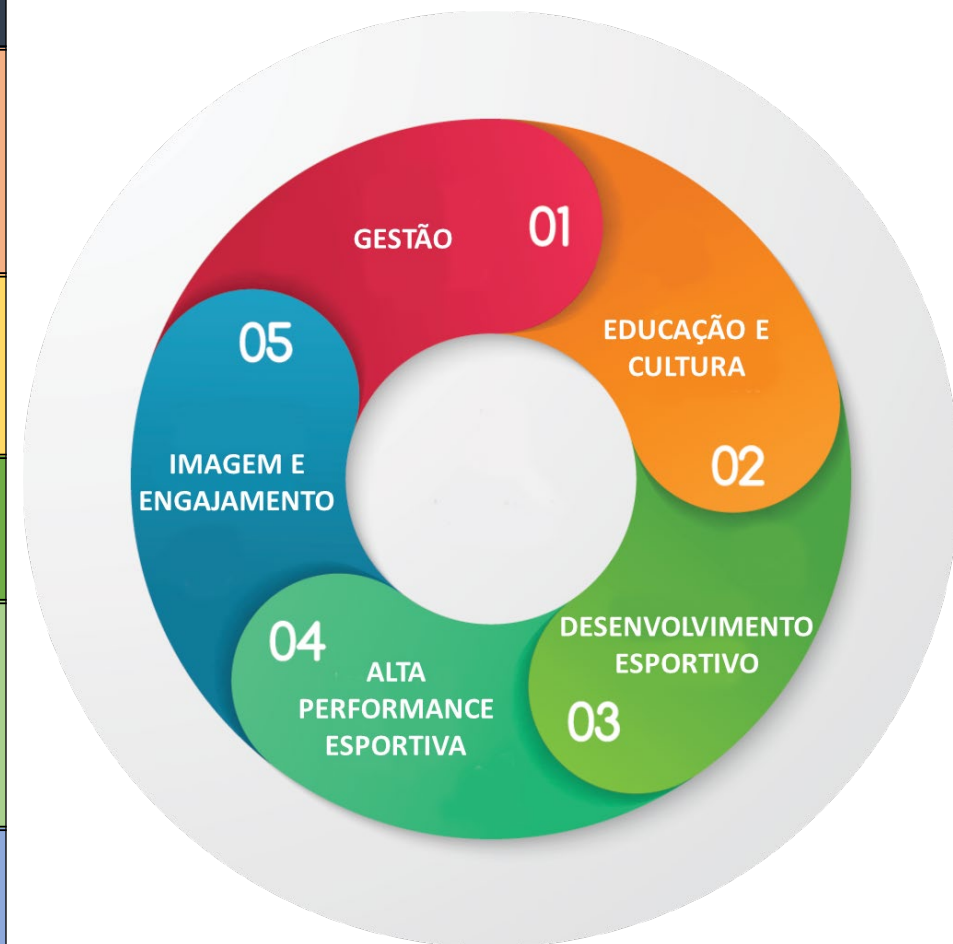 GESTÃO
01
EDUCAÇÃO E
CULTURA
02
DESENVOLVIMENTO
ESPORTIVO
03
04
ALTA
PERFORMANCE
ESPORTIVA
05
IMAGEM E
ENGAJAMENTO